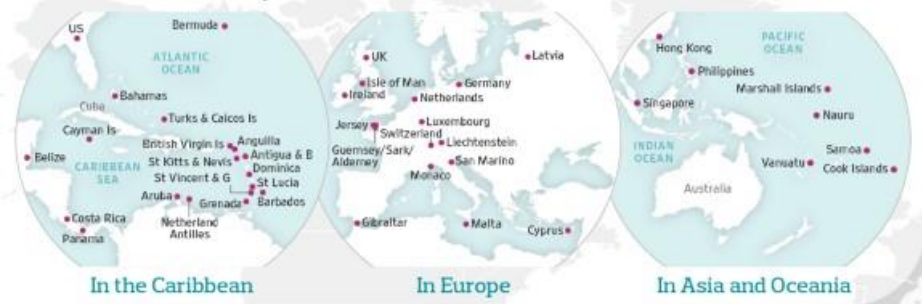 US
Bermuda
ATLANTIC
OCEAN
Bahamas
Cuba
Turks & Caicos Is
Cayman Is
British Virgin Is
Anguilla
Belize
CARIBBEAN
SEA
St Kitts & Nevis
Antigua & B
Dominica
St Vincent & G
St Lucia
Aruba
Grenada
Barbados
Costa Rica
Netherland
Antilles
Panama
In the Caribbean
UK
Latvia
Isle of Man
Germany
Ireland
Netherlands
Luxembourg
Jersey
Switzerland
Liechtenstein
Guernsey/Sark/
Alderney
San Marino
Monaco
Gibraltar
Malta
Cyprus
In Europe
PACIFIC
OCEAN
Hong Kong
Philippines
Marshall Islands
Singapore
Nauru
INDIAN
OCEAN
Samoa
Vanuatu
Cook Islands
Australia
In Asia and Oceania